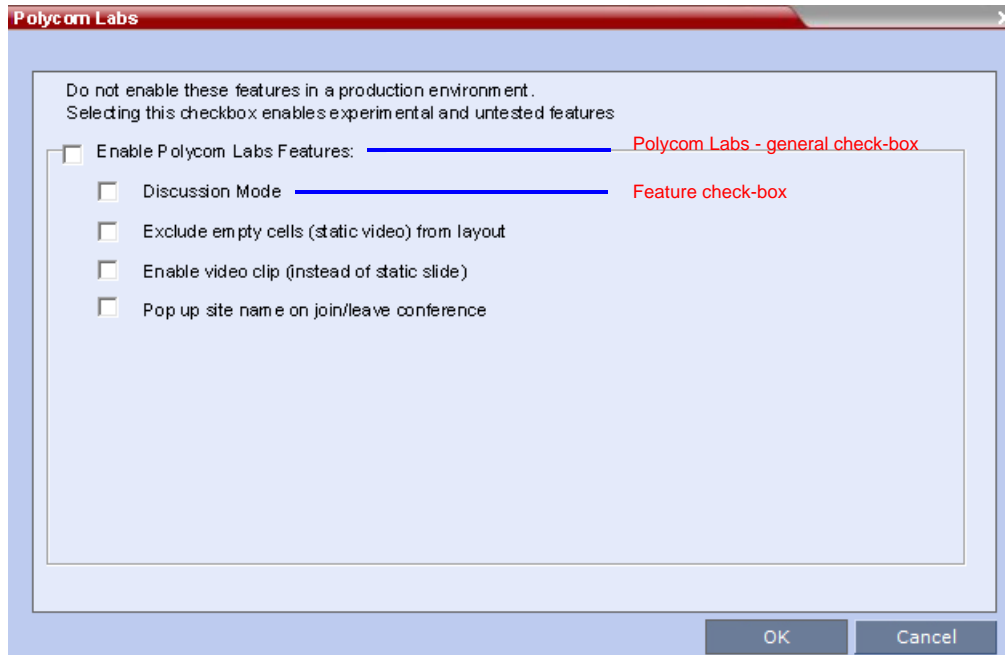 Polycom Labs
Do not enable these features in a production environment.
Selecting this checkbox enables experimental and untested features
Enable Polycom Labs Features: Polycom Labs - general check-box
Discussion Mode Feature check-box
Exclude empty cells (static video) from layout
Enable video clip (instead of static slide)
Pop up site name on join/leave conference
OK Cancel